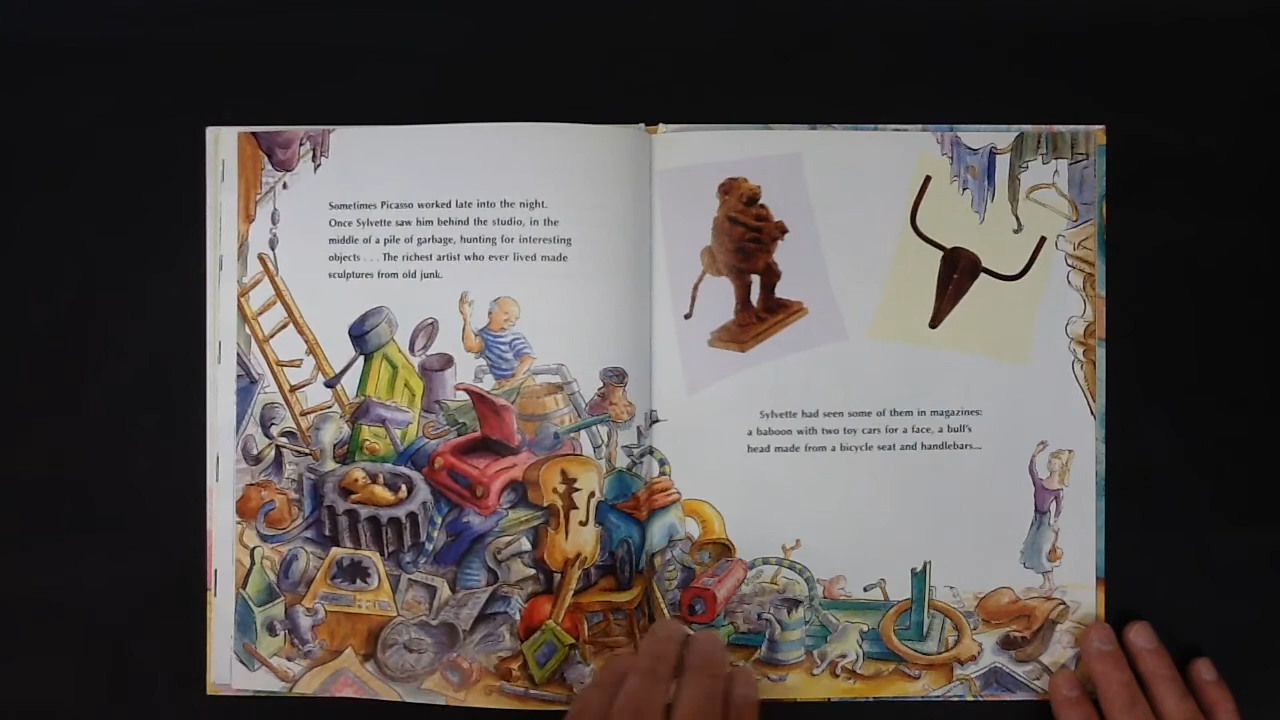 Sometimes Picasso worked late into the night.
Once Sylvette saw him behind the studio, in the
middle of a pile of garbage, hunting for interesting
objects . . . The richest artist who ever lived made
sculptures from old junk.
Sylvette had seen some of them in magazines:
a baboon with two toy cars for a face, a bull's
head made from a bicycle seat and handlebars...